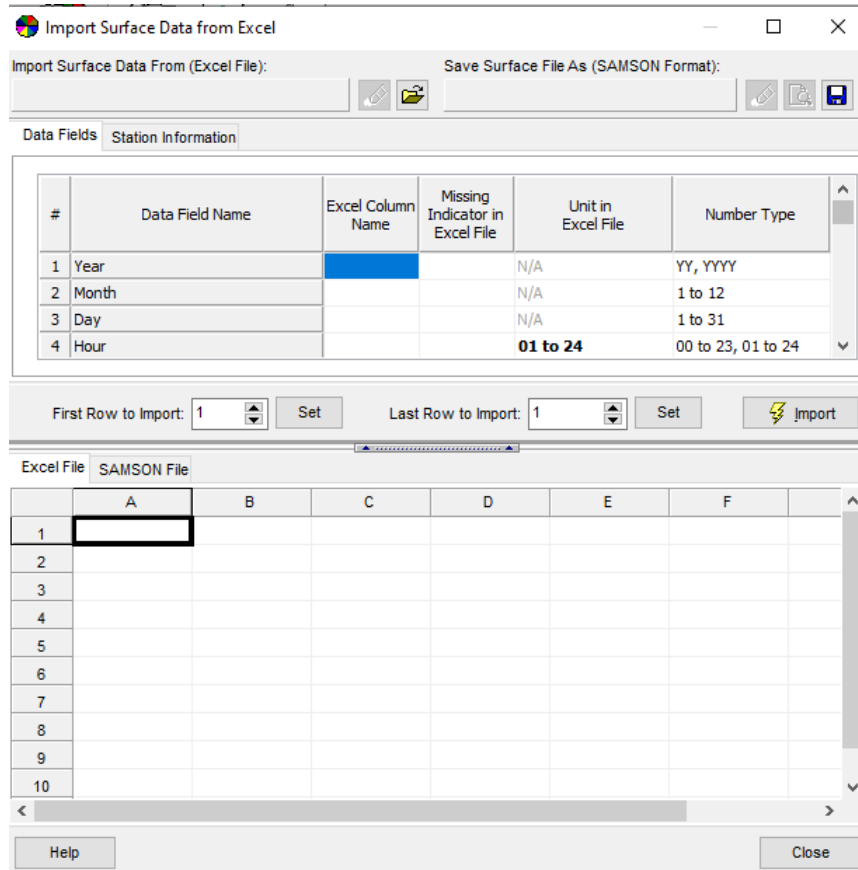 Import Surface Data from Excel
Import Surface Data From (Excel File): Save Surface File As (SAMSON Format):
Data Fields Station Information
# Data Field Name Excel Column Name Missing Indicator in Excel File Unit in Excel File Number Type
1 Year N/A YY, YYYY
2 Month N/A 1 to 12
3 Day N/A 1 to 31
4 Hour 01 to 24 00 to 23, 01 to 24
First Row to Import: 1 Set Last Row to Import: 1 Set Import
Excel File SAMSON File
A B C D E F
1
2
3
4
5
6
7
8
9
10
Help Close